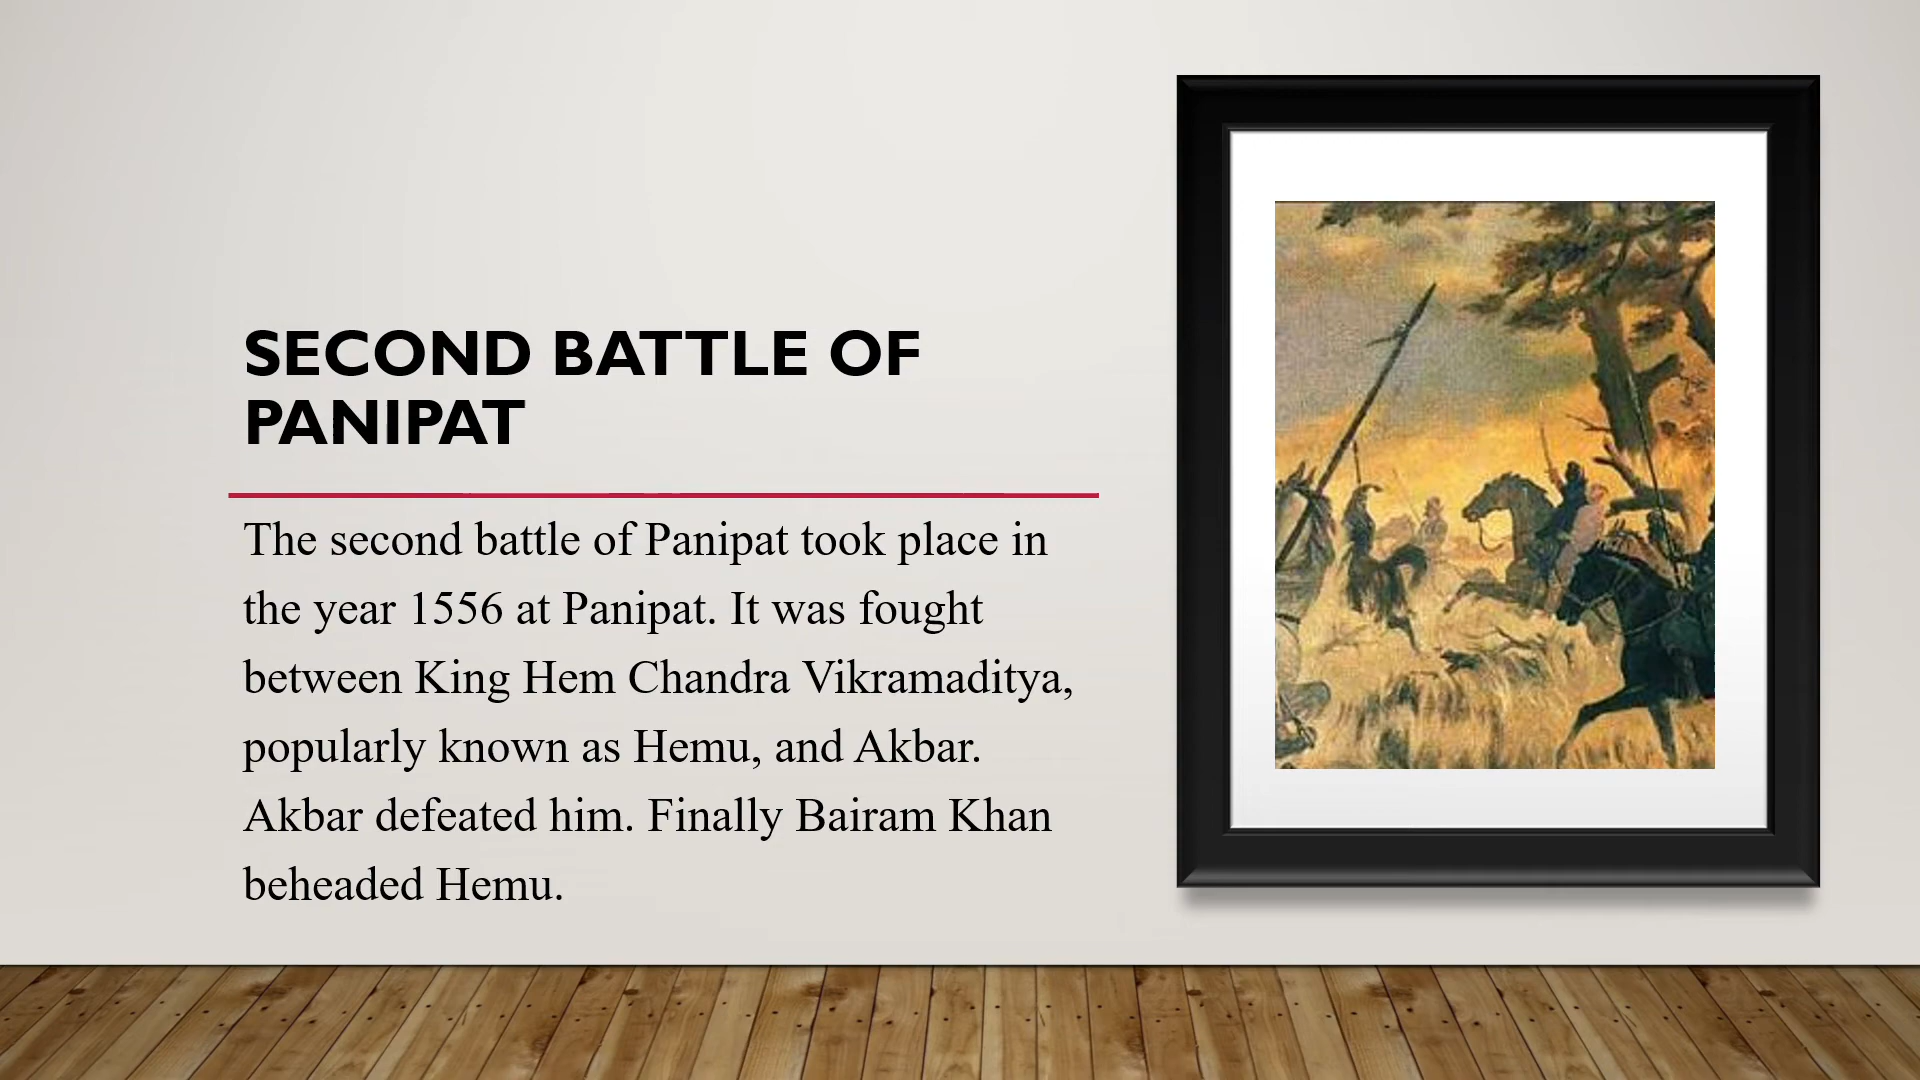 SECOND BATTLE OF
PANIPAT
The second battle of Panipat took place in
the year 1556 at Panipat. It was fought
between King Hem Chandra Vikramaditya,
popularly known as Hemu, and Akbar.
Akbar defeated him. Finally Bairam Khan
beheaded Hemu.